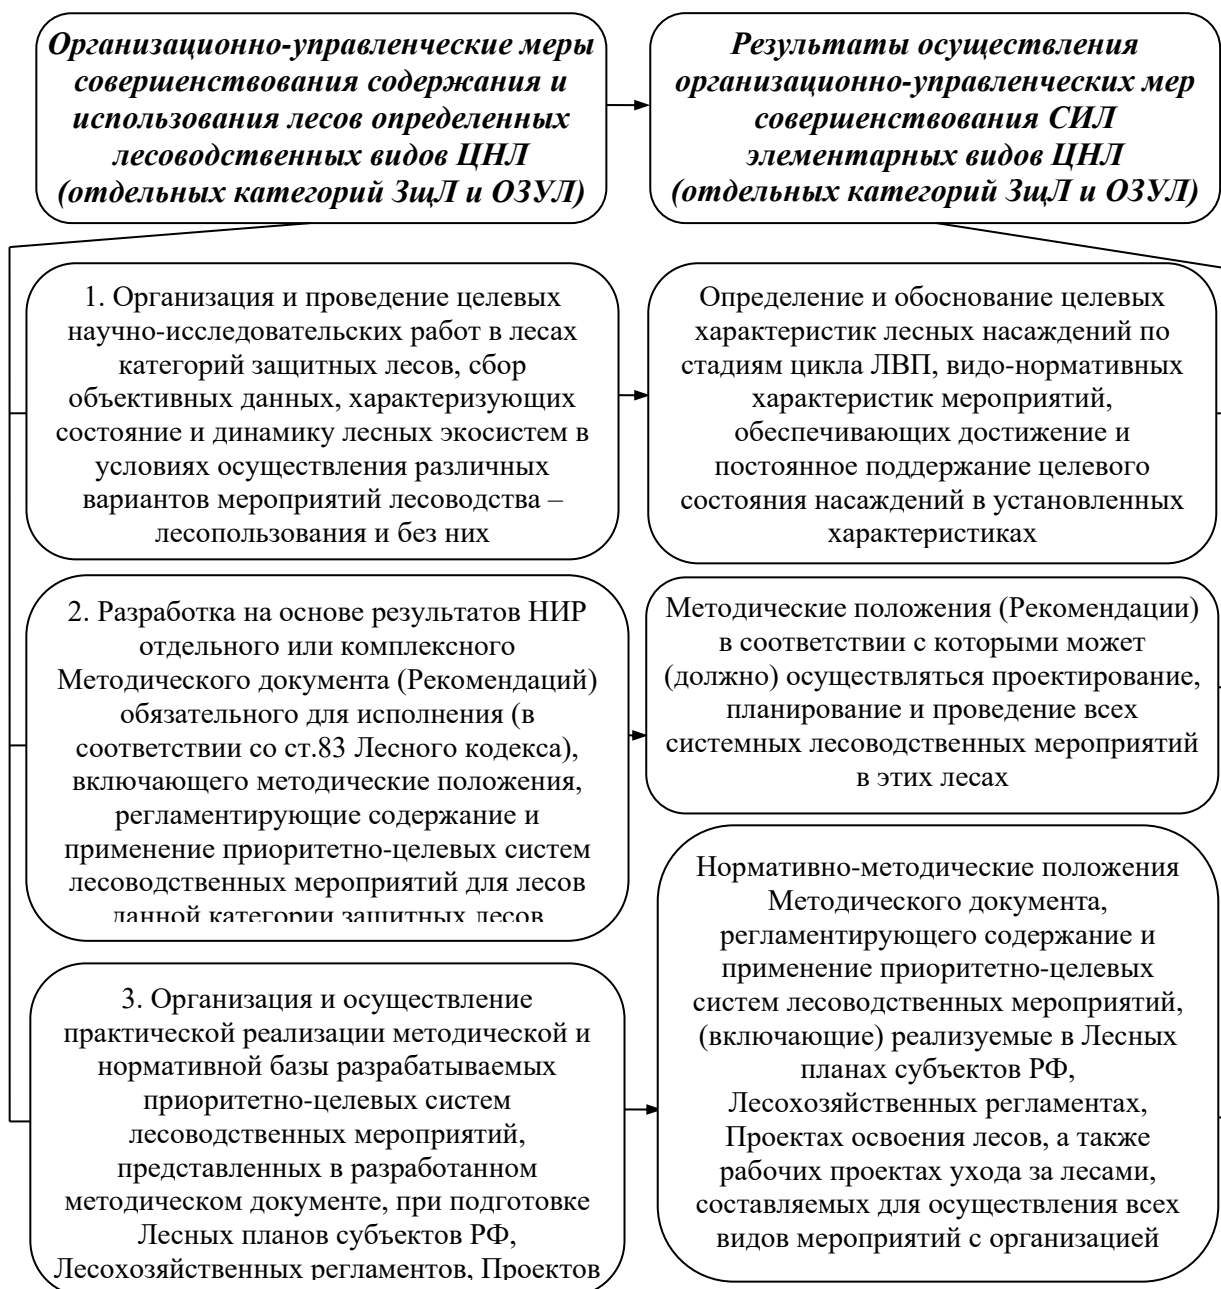 Организационно-управленческие меры
совершенствования содержания и
использования лесов определенных
лесоводственных видов ЦНЛ
(отдельных категорий ЗщЛ и ОЗУЛ)
Результаты осуществления
организационно-управленческих мер
совершенствования СИЛ
элементарных видов ЦНЛ
(отдельных категорий ЗщЛ и ОЗУЛ)
1. Организация и проведение целевых
научно-исследовательских работ в лесах
категорий защитных лесов, сбор
объективных данных, характеризующих
состояние и динамику лесных экосистем в
условиях осуществления различных
вариантов мероприятий лесоводства –
лесопользования и без них
Определение и обоснование целевых
характеристик лесных насаждений по
стадиям цикла ЛВП, видо-нормативных
характеристик мероприятий,
обеспечивающих достижение и
постоянное поддержание целевого
состояния насаждений в установленных
характеристиках
2. Разработка на основе результатов НИР
отдельного или комплексного
Методического документа (Рекомендаций)
обязательного для исполнения (в
соответствии со ст.83 Лесного кодекса),
включающего методические положения,
регламентирующие содержание и
применение приоритетно-целевых систем
лесоводственных мероприятий для лесов
данной категории защитных лесов
Методические положения (Рекомендации)
в соответствии с которыми может
(должно) осуществляться проектирование,
планирование и проведение всех
системных лесоводственных мероприятий
в этих лесах
3. Организация и осуществление
практической реализации методической и
нормативной базы разрабатываемых
приоритетно-целевых систем
лесоводственных мероприятий,
представленных в разработанном
методическом документе, при подготовке
Лесных планов субъектов РФ,
Лесохозяйственных регламентов, Проектов
Нормативно-методические положения
Методического документа,
регламентирующего содержание и
применение приоритетно-целевых
систем лесоводственных мероприятий,
(включающие) реализуемые в Лесных
планах субъектов РФ,
Лесохозяйственных регламентах,
Проектах освоения лесов, а также
рабочих проектах ухода за лесами,
составляемых для осуществления всех
видов мероприятий с организацией